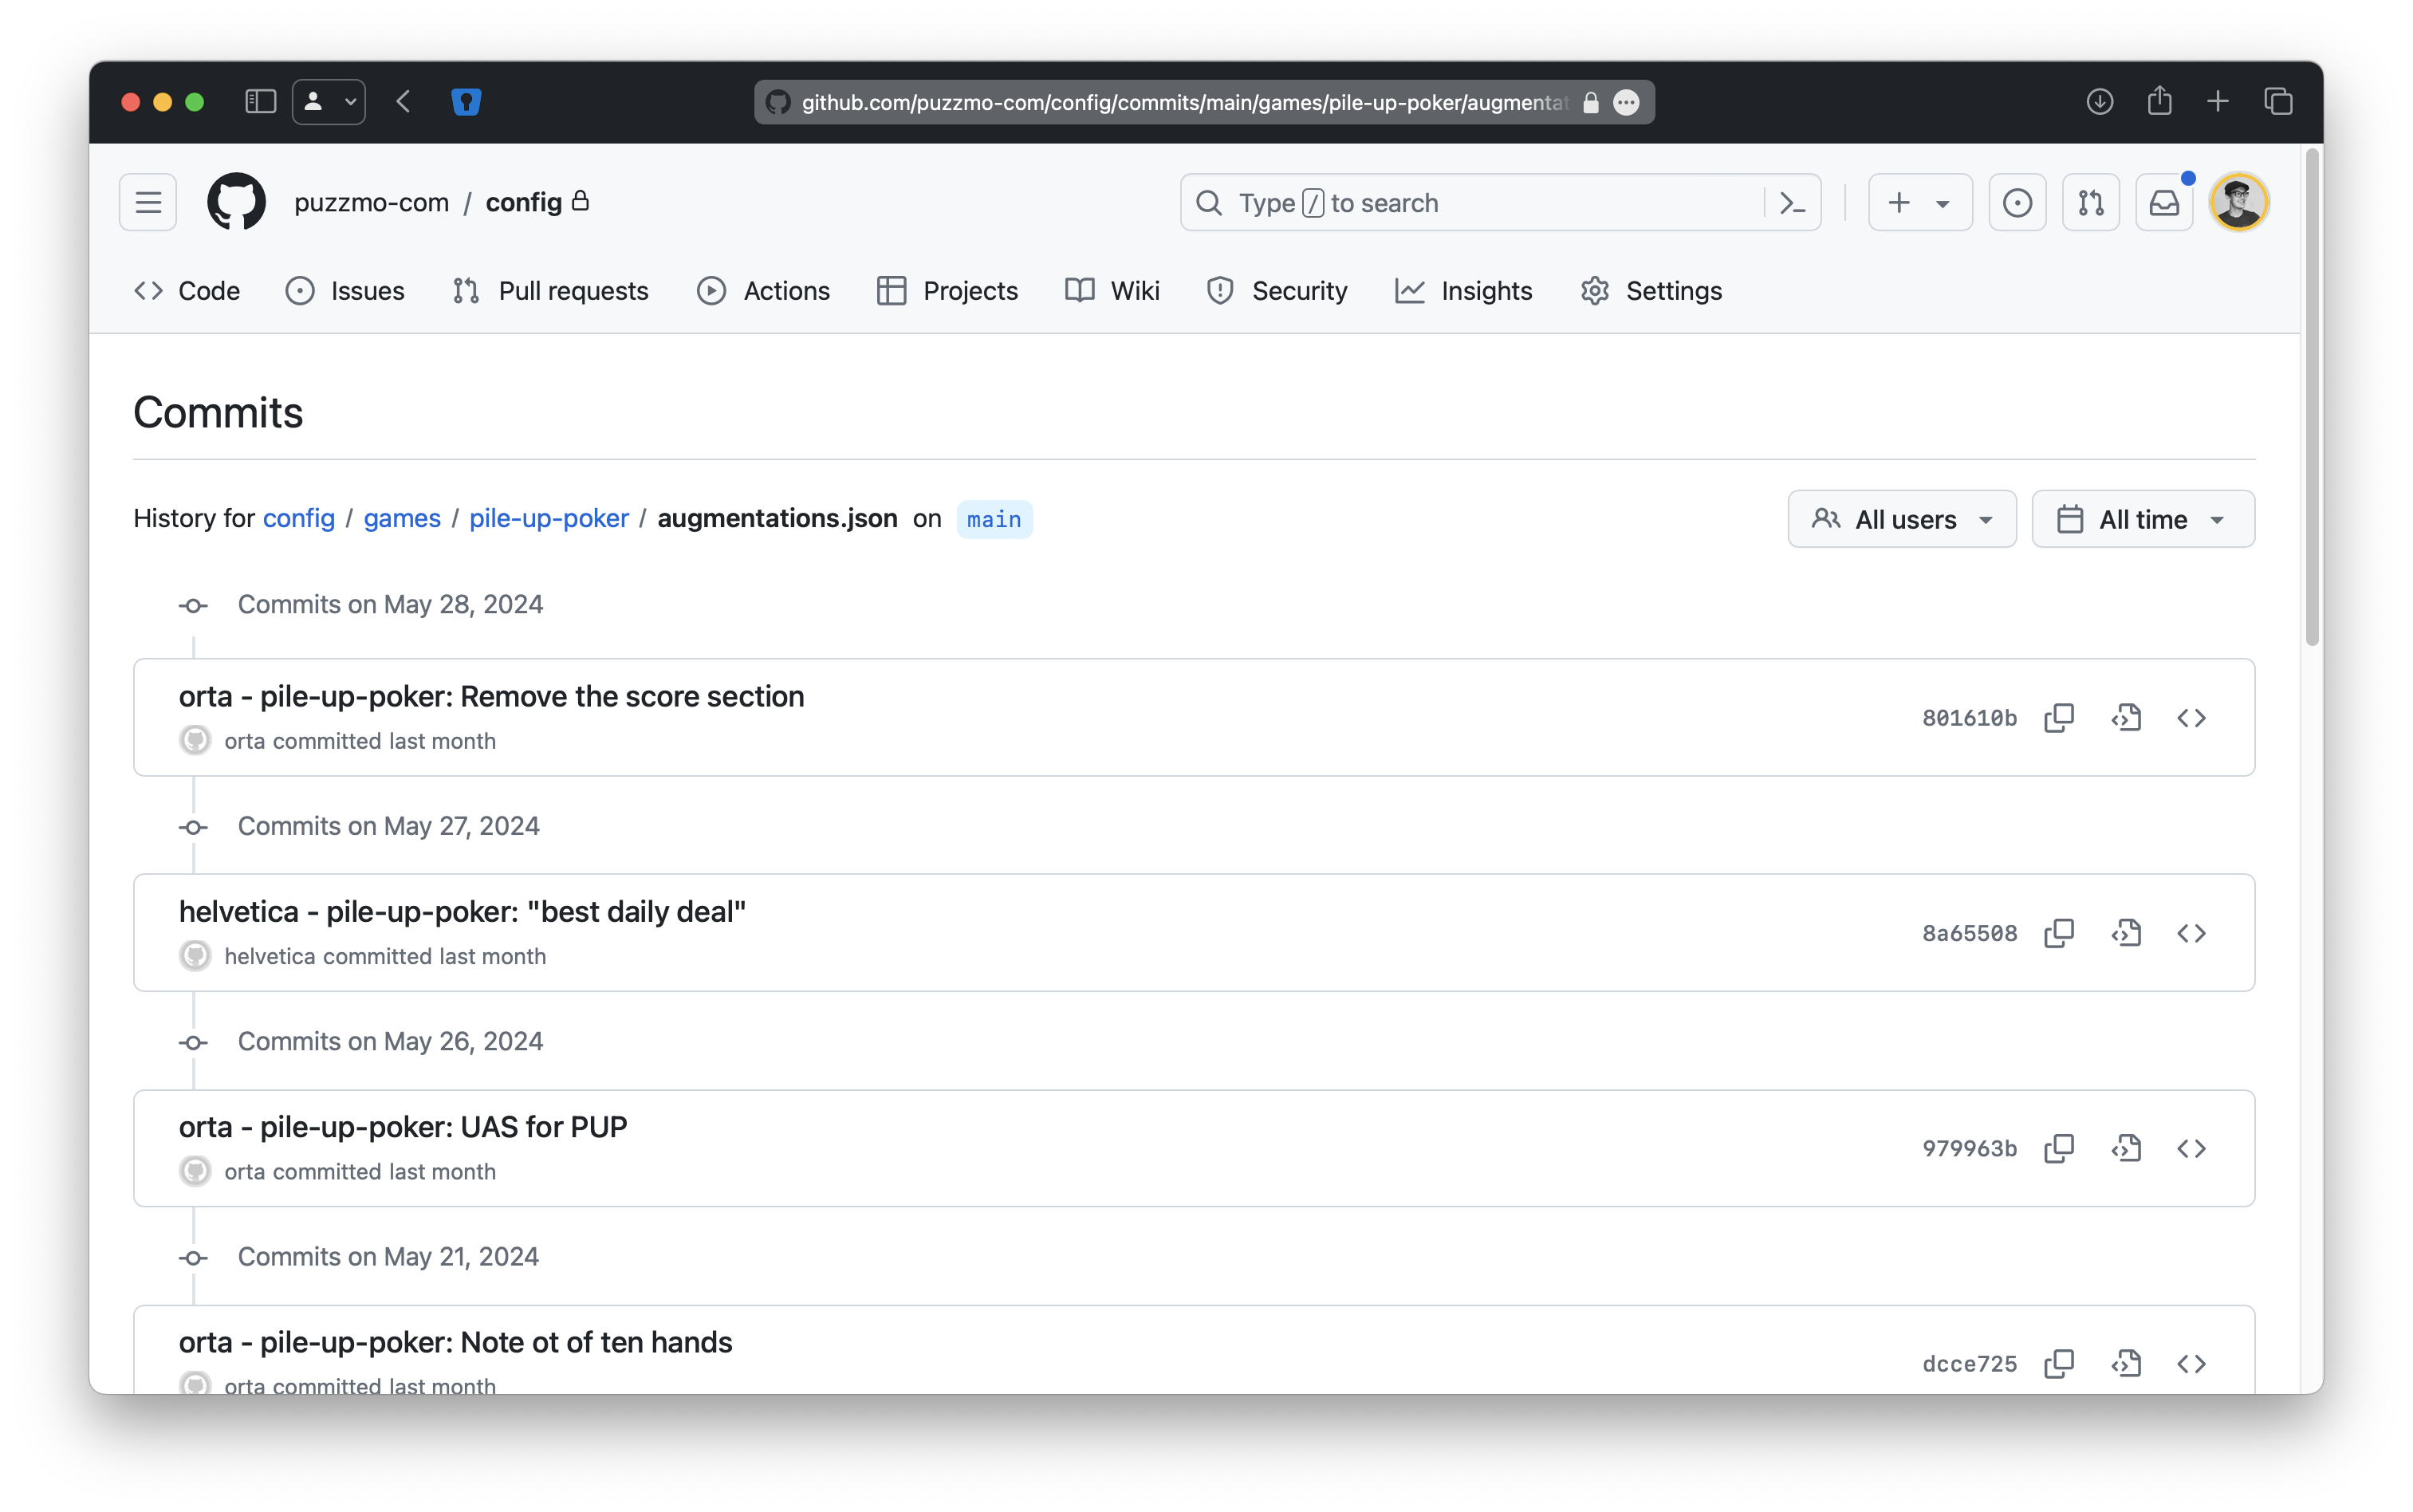 github.com/puzzmo-com/config/commits/main/games/pile-up-poker/augmentat
puzzmo-com / config
Type / to search
Code Issues Pull requests Actions Projects Wiki Security Insights Settings
Commits
History for config / games / pile-up-poker / augmentations.json on main
All users
All time
Commits on May 28, 2024
orta - pile-up-poker: Remove the score section
801610b
orta committed last month
Commits on May 27, 2024
helvetica - pile-up-poker: "best daily deal"
8a65508
helvetica committed last month
Commits on May 26, 2024
orta - pile-up-poker: UAS for PUP
979963b
orta committed last month
Commits on May 21, 2024
orta - pile-up-poker: Note ot of ten hands
dcce725
orta committed last month